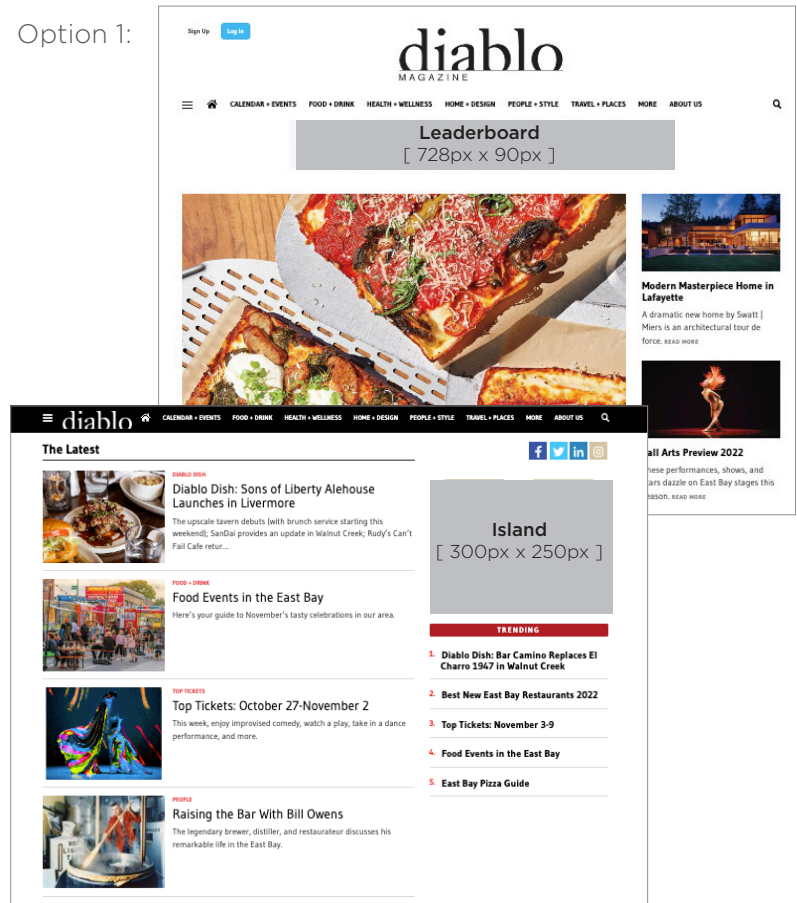 Option 1:
Sign Up
Log In
diablo
MAGAZINE
CALENDAR + EVENTS FOOD + DRINK HEALTH + WELLNESS HOME + DESIGN PEOPLE + STYLE TRAVEL + PLACES MORE ABOUT US
Leaderboard
[ 728px x 90px ]
Modern Masterpiece Home in
Lafayette
A dramatic new home by Swatt |
Miers is an architectural tour de
force. READ MORE
all Arts Preview 2022
hese performances, shows, and
tars dazzle on East Bay stages this
eason. READ MORE
diablo CALENDAR + EVENTS FOOD + DRINK HEALTH + WELLNESS HOME + DESIGN PEOPLE + STYLE TRAVEL + PLACES MORE ABOUT US
The Latest
DIABLO DISH
Diablo Dish: Sons of Liberty Alehouse
Launches in Livermore
The upscale tavern debuts (with brunch service starting this
weekend); SanDai provides an update in Walnut Creek; Rudy's Can't
Fail Cafe retur...
FOOD + DRINK
Food Events in the East Bay
Here's your guide to November's tasty celebrations in our area.
TOP TICKETS
Top Tickets: October 27-November 2
This week, enjoy improvised comedy, watch a play, take in a dance
performance, and more.
PEOPLE
Raising the Bar With Bill Owens
The legendary brewer, distiller, and restaurateur discusses his
remarkable life in the East Bay.
Island
[ 300px x 250px ]
TRENDING
1. Diablo Dish: Bar Camino Replaces El
Charro 1947 in Walnut Creek
2. Best New East Bay Restaurants 2022
3. Top Tickets: November 3-9
4. Food Events in the East Bay
5. East Bay Pizza Guide